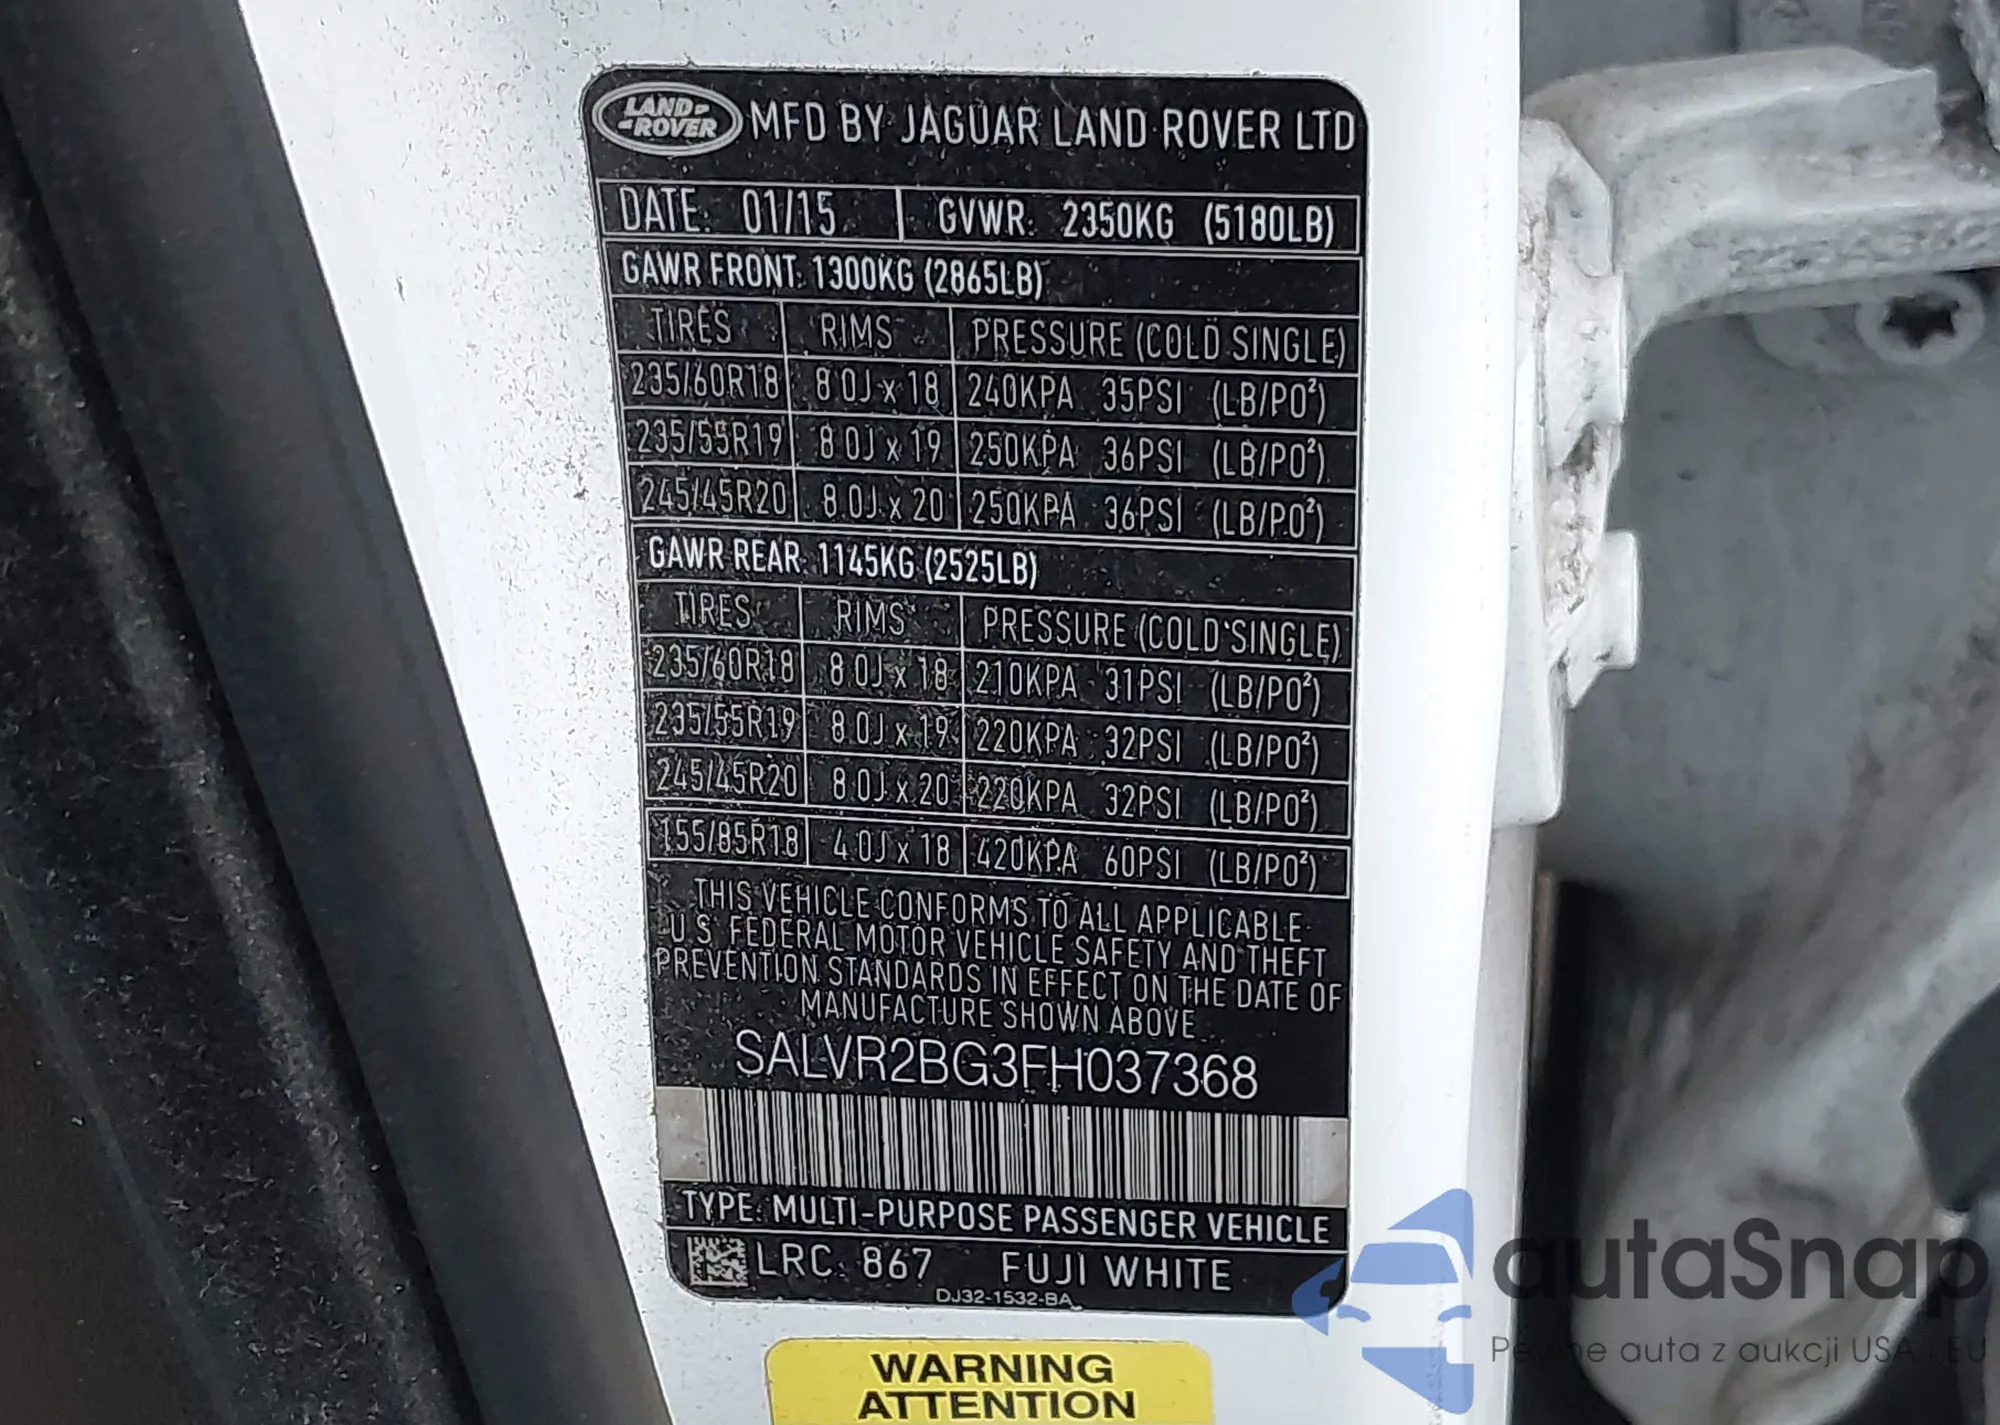 LAND ROVER MFD BY JAGUAR LAND ROVER LTD
DATE: 01/15 GVWR: 2350KG (5180LB)
GAWR FRONT: 1300KG (2865LB)
TIRES RIMS PRESSURE (COLD SINGLE)
235/60R18 8.0J x 18 240KPA 35PSI (LB/PO²)
235/55R19 8.0J x 19 250KPA 36PSI (LB/PO²)
245/45R20 8.0J x 20 250KPA 36PSI (LB/PO²)
GAWR REAR: 1145KG (2525LB)
TIRES RIMS PRESSURE (COLD SINGLE)
235/60R18 8.0J x 18 210KPA 31PSI (LB/PO²)
235/55R19 8.0J x 19 220KPA 32PSI (LB/PO²)
245/45R20 8.0J x 20 220KPA 32PSI (LB/PO²)
155/85R18 4.0J x 18 420KPA 60PSI (LB/PO²)
THIS VEHICLE CONFORMS TO ALL APPLICABLE
U.S. FEDERAL MOTOR VEHICLE SAFETY AND THEFT
PREVENTION STANDARDS IN EFFECT ON THE DATE OF
MANUFACTURE SHOWN ABOVE
SALVR2BG3FH037368
TYPE: MULTI-PURPOSE PASSENGER VEHICLE
LRC: 867 FUJI WHITE
DJ32-1532-BA
WARNING
ATTENTION
autaSnap
Pewne auta z aukcji USA i EU